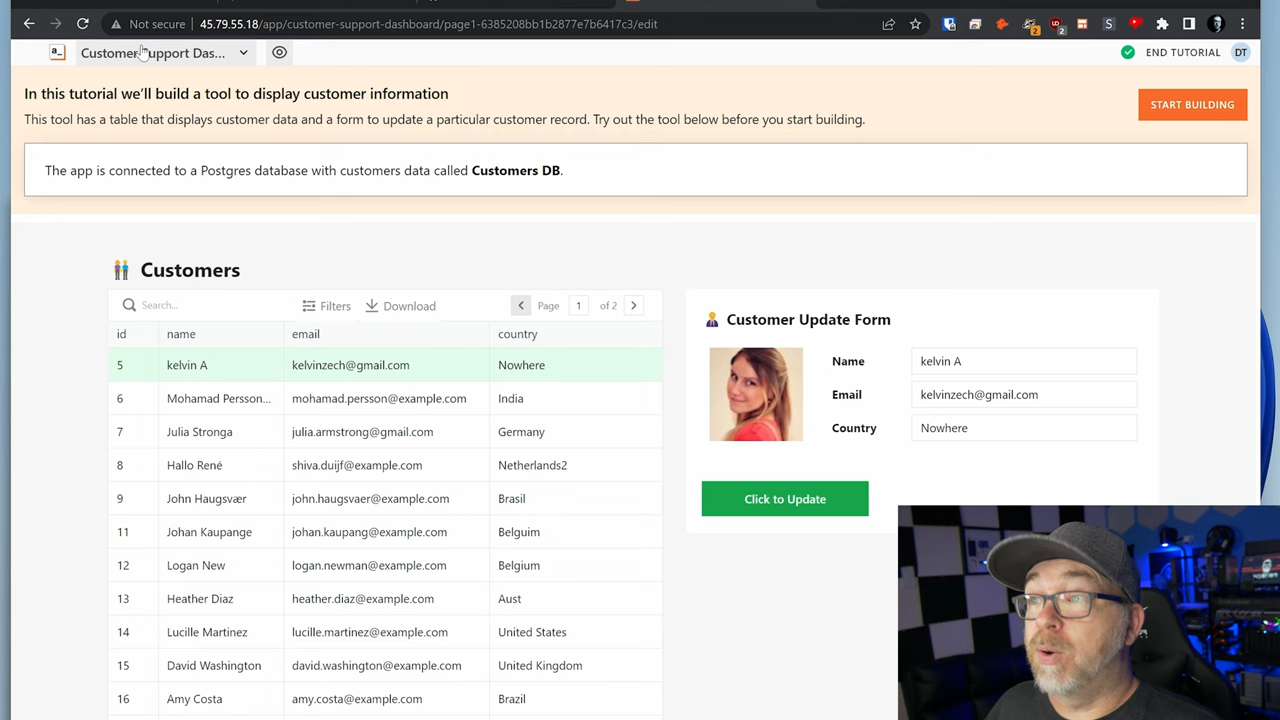 Not secure
45.79.55.18/app/customer-support-dashboard/page1-6385208bb1b2877e7b6417c3/edit
2
2
S
a_
Customer Support Das...
END TUTORIAL
DT
In this tutorial we'll build a tool to display customer information
This tool has a table that displays customer data and a form to update a particular customer record. Try out the tool below before you start building.
START BUILDING
The app is connected to a Postgres database with customers data called Customers DB.
Customers
Search...
Filters
Download
Page
1
of 2
id name email country
5 kelvin A kelvinzech@gmail.com Nowhere
6 Mohamad Persson... mohamad.persson@example.com India
7 Julia Stronga julia.armstrong@gmail.com Germany
8 Hallo René shiva.duijf@example.com Netherlands2
9 John Haugsvær john.haugsvaer@example.com Brasil
11 Johan Kaupange johan.kaupang@example.com Belguim
12 Logan New logan.newman@example.com Belgium
13 Heather Diaz heather.diaz@example.com Aust
14 Lucille Martinez lucille.martinez@example.com United States
15 David Washington david.washington@example.com United Kingdom
16 Amy Costa amy.costa@example.com Brazil
Customer Update Form
Name kelvin A
Email kelvinzech@gmail.com
Country Nowhere
Click to Update